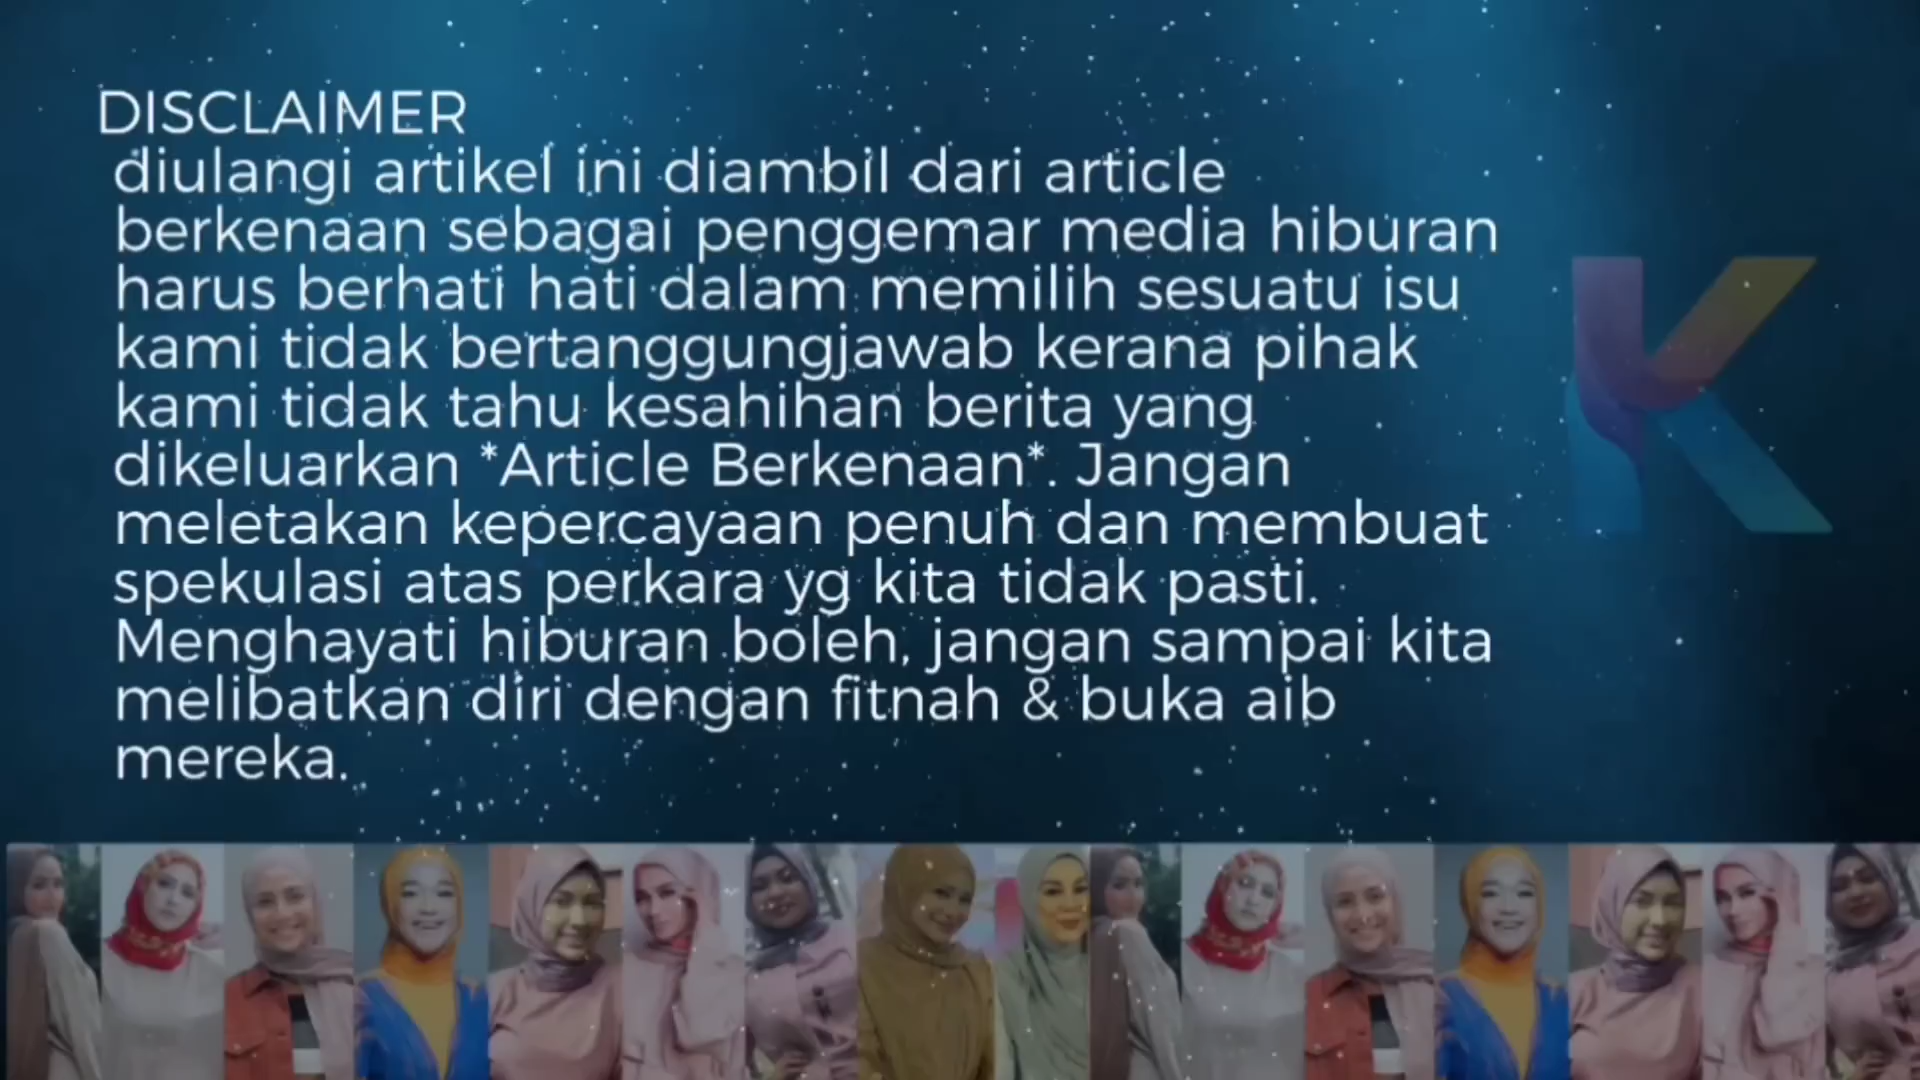 DISCLAIMER
diulangi artikel ini diambil dari article
berkenaan sebagai penggemar media hiburan
harus berhati hati dalam memilih sesuatu isu
kami tidak bertanggungjawab kerana pihak
kami tidak tahu kesahihan berita yang
dikeluarkan *Article Berkenaan*. Jangan
meletakan kepercayaan penuh dan membuat
spekulasi atas perkara yg kita tidak pasti.
Menghayati hiburan boleh, jangan sampai kita
melibatkan diri dengan fitnah & buka aib
mereka.
K